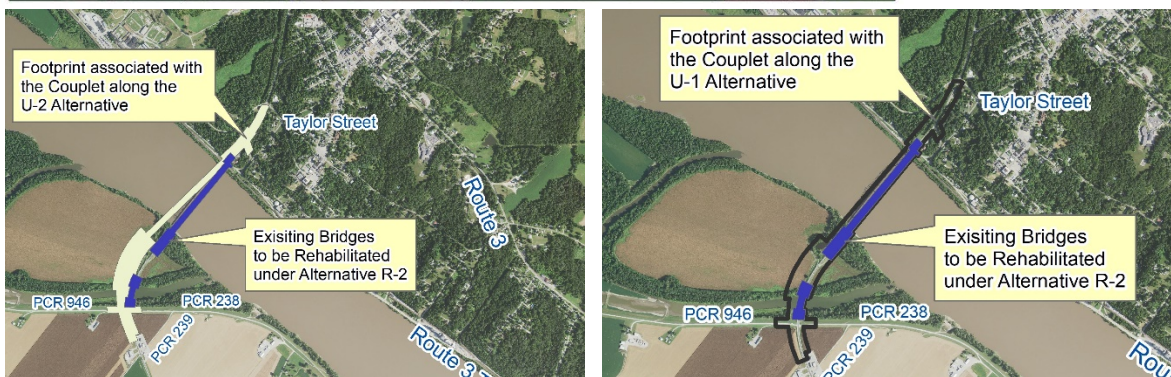 Footprint associated with
the Couplet along the
U-2 Alternative
Taylor Street
Route 3
Exisiting Bridges
to be Rehabilitated
under Alternative R-2
PCR 946
PCR 238
PCR 239
Route 3
Footprint associated with
the Couplet along the
U-1 Alternative
Taylor Street
Exisiting Bridges
to be Rehabilitated
under Alternative R-2
PCR 946
PCR 238
PCR 239